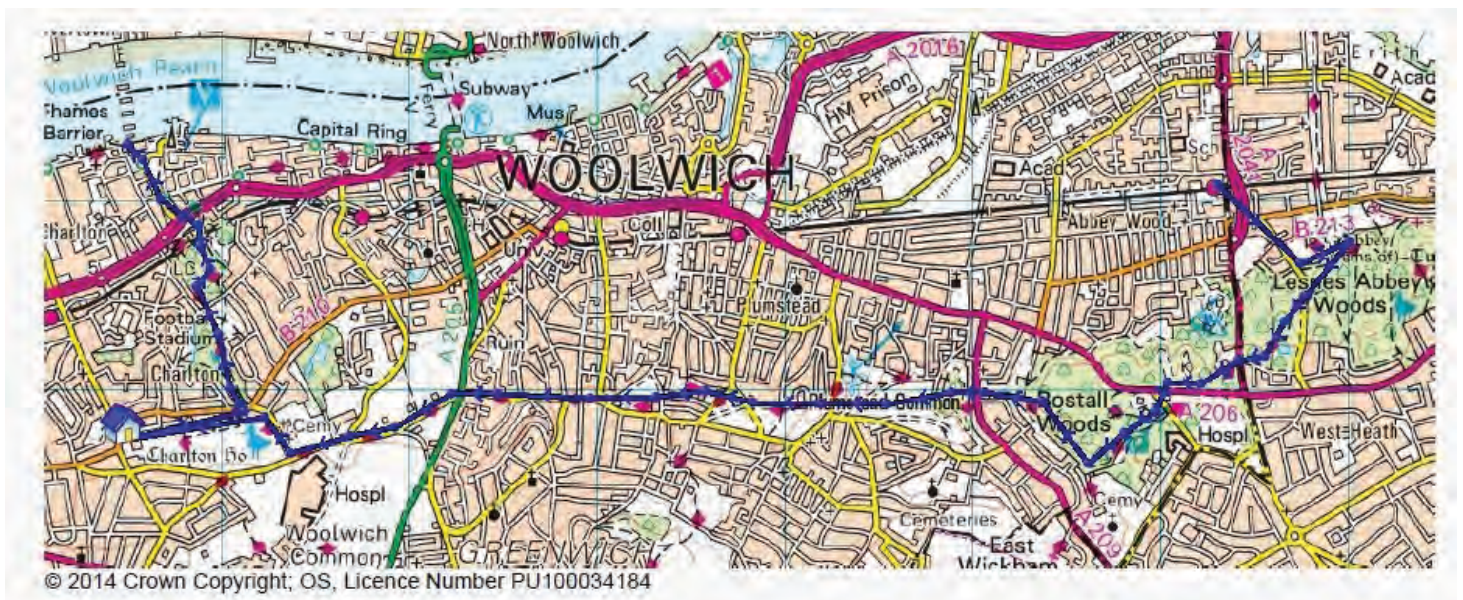 North Woolwich
Woolwich Reach
A 2016
Erith
Acad
Subway
HM Prison
Thames
Barrier
Ferry
Mus
Capital Ring
Sch
WOOLWICH
Acad
A
2041
Charlton
Coll
Abbey Wood
B 213
Lesnes Abbey
Woods
LC
B 210
Football
Stadium
Plumstead
A 205
Ruin
Charlton
Plumstead Common
Bostall
Woods
206
Cemy
Hospl
West Heath
Charlton Ho
Hospl
Cemy
Cemeteries
A 209
Woolwich
Common
GREENWICH
East
Wickham
© 2014 Crown Copyright; OS, Licence Number PU100034184